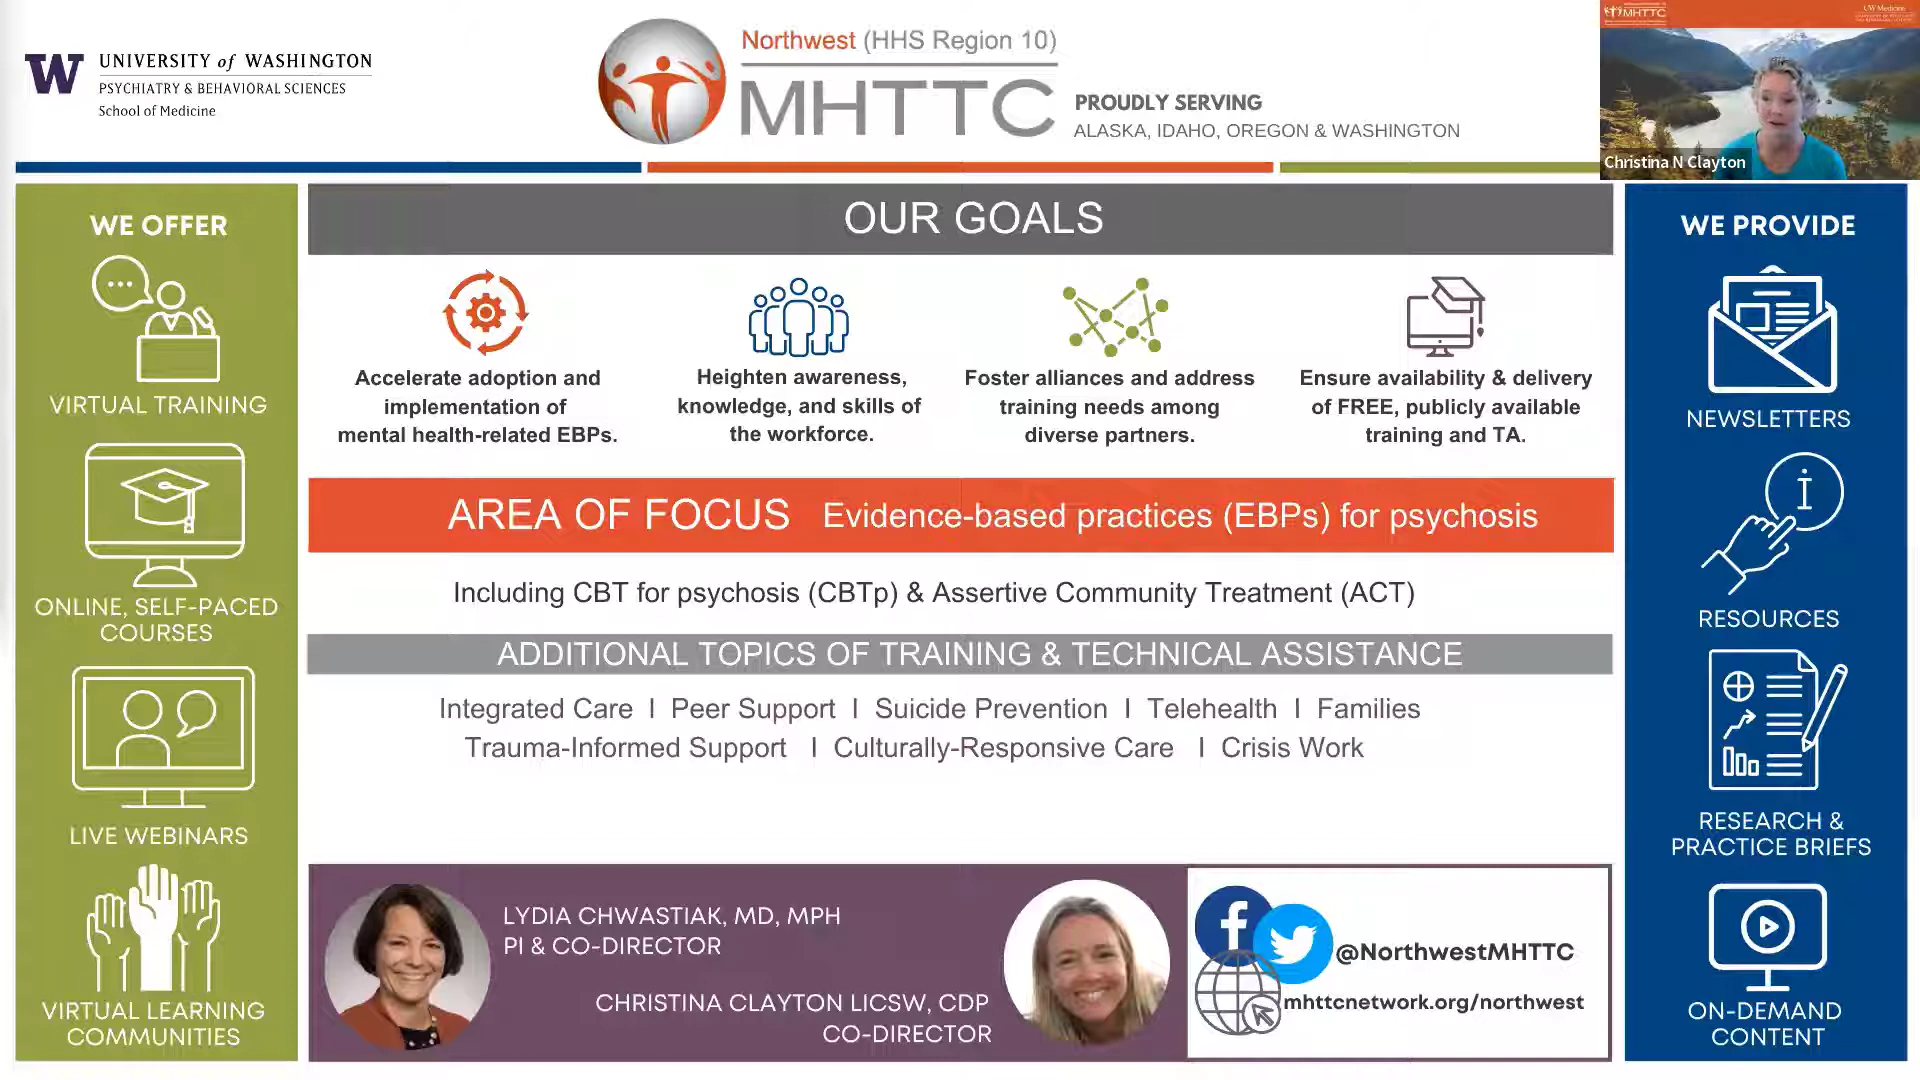 W UNIVERSITY of WASHINGTON
PSYCHIATRY & BEHAVIORAL SCIENCES
School of Medicine
Northwest (HHS Region 10)
MHTTC
PROUDLY SERVING
ALASKA, IDAHO, OREGON & WASHINGTON
MHTTC
UW Medicine
Christina N Clayton
WE OFFER
VIRTUAL TRAINING
ONLINE, SELF-PACED
COURSES
LIVE WEBINARS
VIRTUAL LEARNING
COMMUNITIES
OUR GOALS
Accelerate adoption and
implementation of
mental health-related EBPs.
Heighten awareness,
knowledge, and skills of
the workforce.
Foster alliances and address
training needs among
diverse partners.
Ensure availability & delivery
of FREE, publicly available
training and TA.
AREA OF FOCUS Evidence-based practices (EBPs) for psychosis
Including CBT for psychosis (CBTp) & Assertive Community Treatment (ACT)
ADDITIONAL TOPICS OF TRAINING & TECHNICAL ASSISTANCE
Integrated Care I Peer Support I Suicide Prevention I Telehealth I Families
Trauma-Informed Support I Culturally-Responsive Care I Crisis Work
LYDIA CHWASTIAK, MD, MPH
PI & CO-DIRECTOR
CHRISTINA CLAYTON LICSW, CDP
CO-DIRECTOR
@NorthwestMHTTC
mhttcnetwork.org/northwest
WE PROVIDE
NEWSLETTERS
RESOURCES
RESEARCH &
PRACTICE BRIEFS
ON-DEMAND
CONTENT